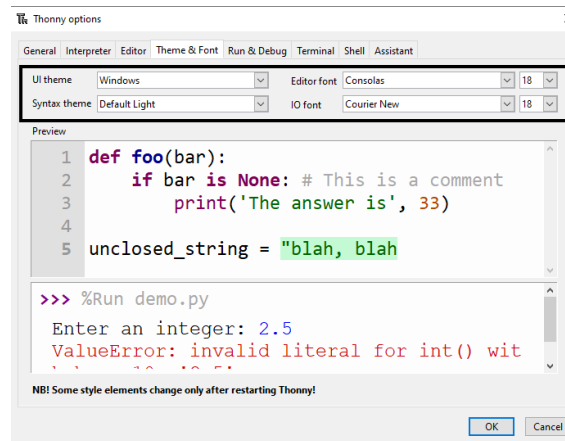 Thonny options
General Interpreter Editor Theme & Font Run & Debug Terminal Shell Assistant
UI theme Windows Editor font Consolas 18
Syntax theme Default Light IO font Courier New 18
Preview
1 def foo(bar):
2 if bar is None: # This is a comment
3 print('The answer is', 33)
4
5 unclosed_string = "blah, blah
>>> %Run demo.py
Enter an integer: 2.5
ValueError: invalid literal for int() wit
NB! Some style elements change only after restarting Thonny!
OK Cancel